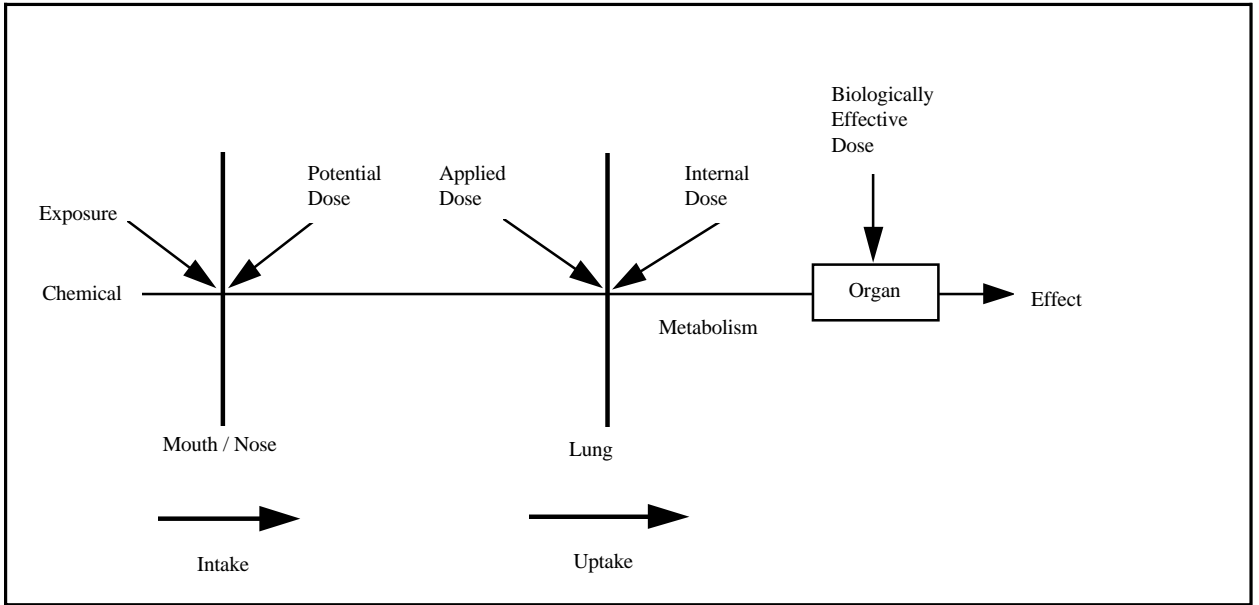 Biologically
Effective
Dose
Potential
Dose
Applied
Dose
Internal
Dose
Exposure
Chemical
Organ
Effect
Metabolism
Mouth / Nose
Lung
Intake
Uptake